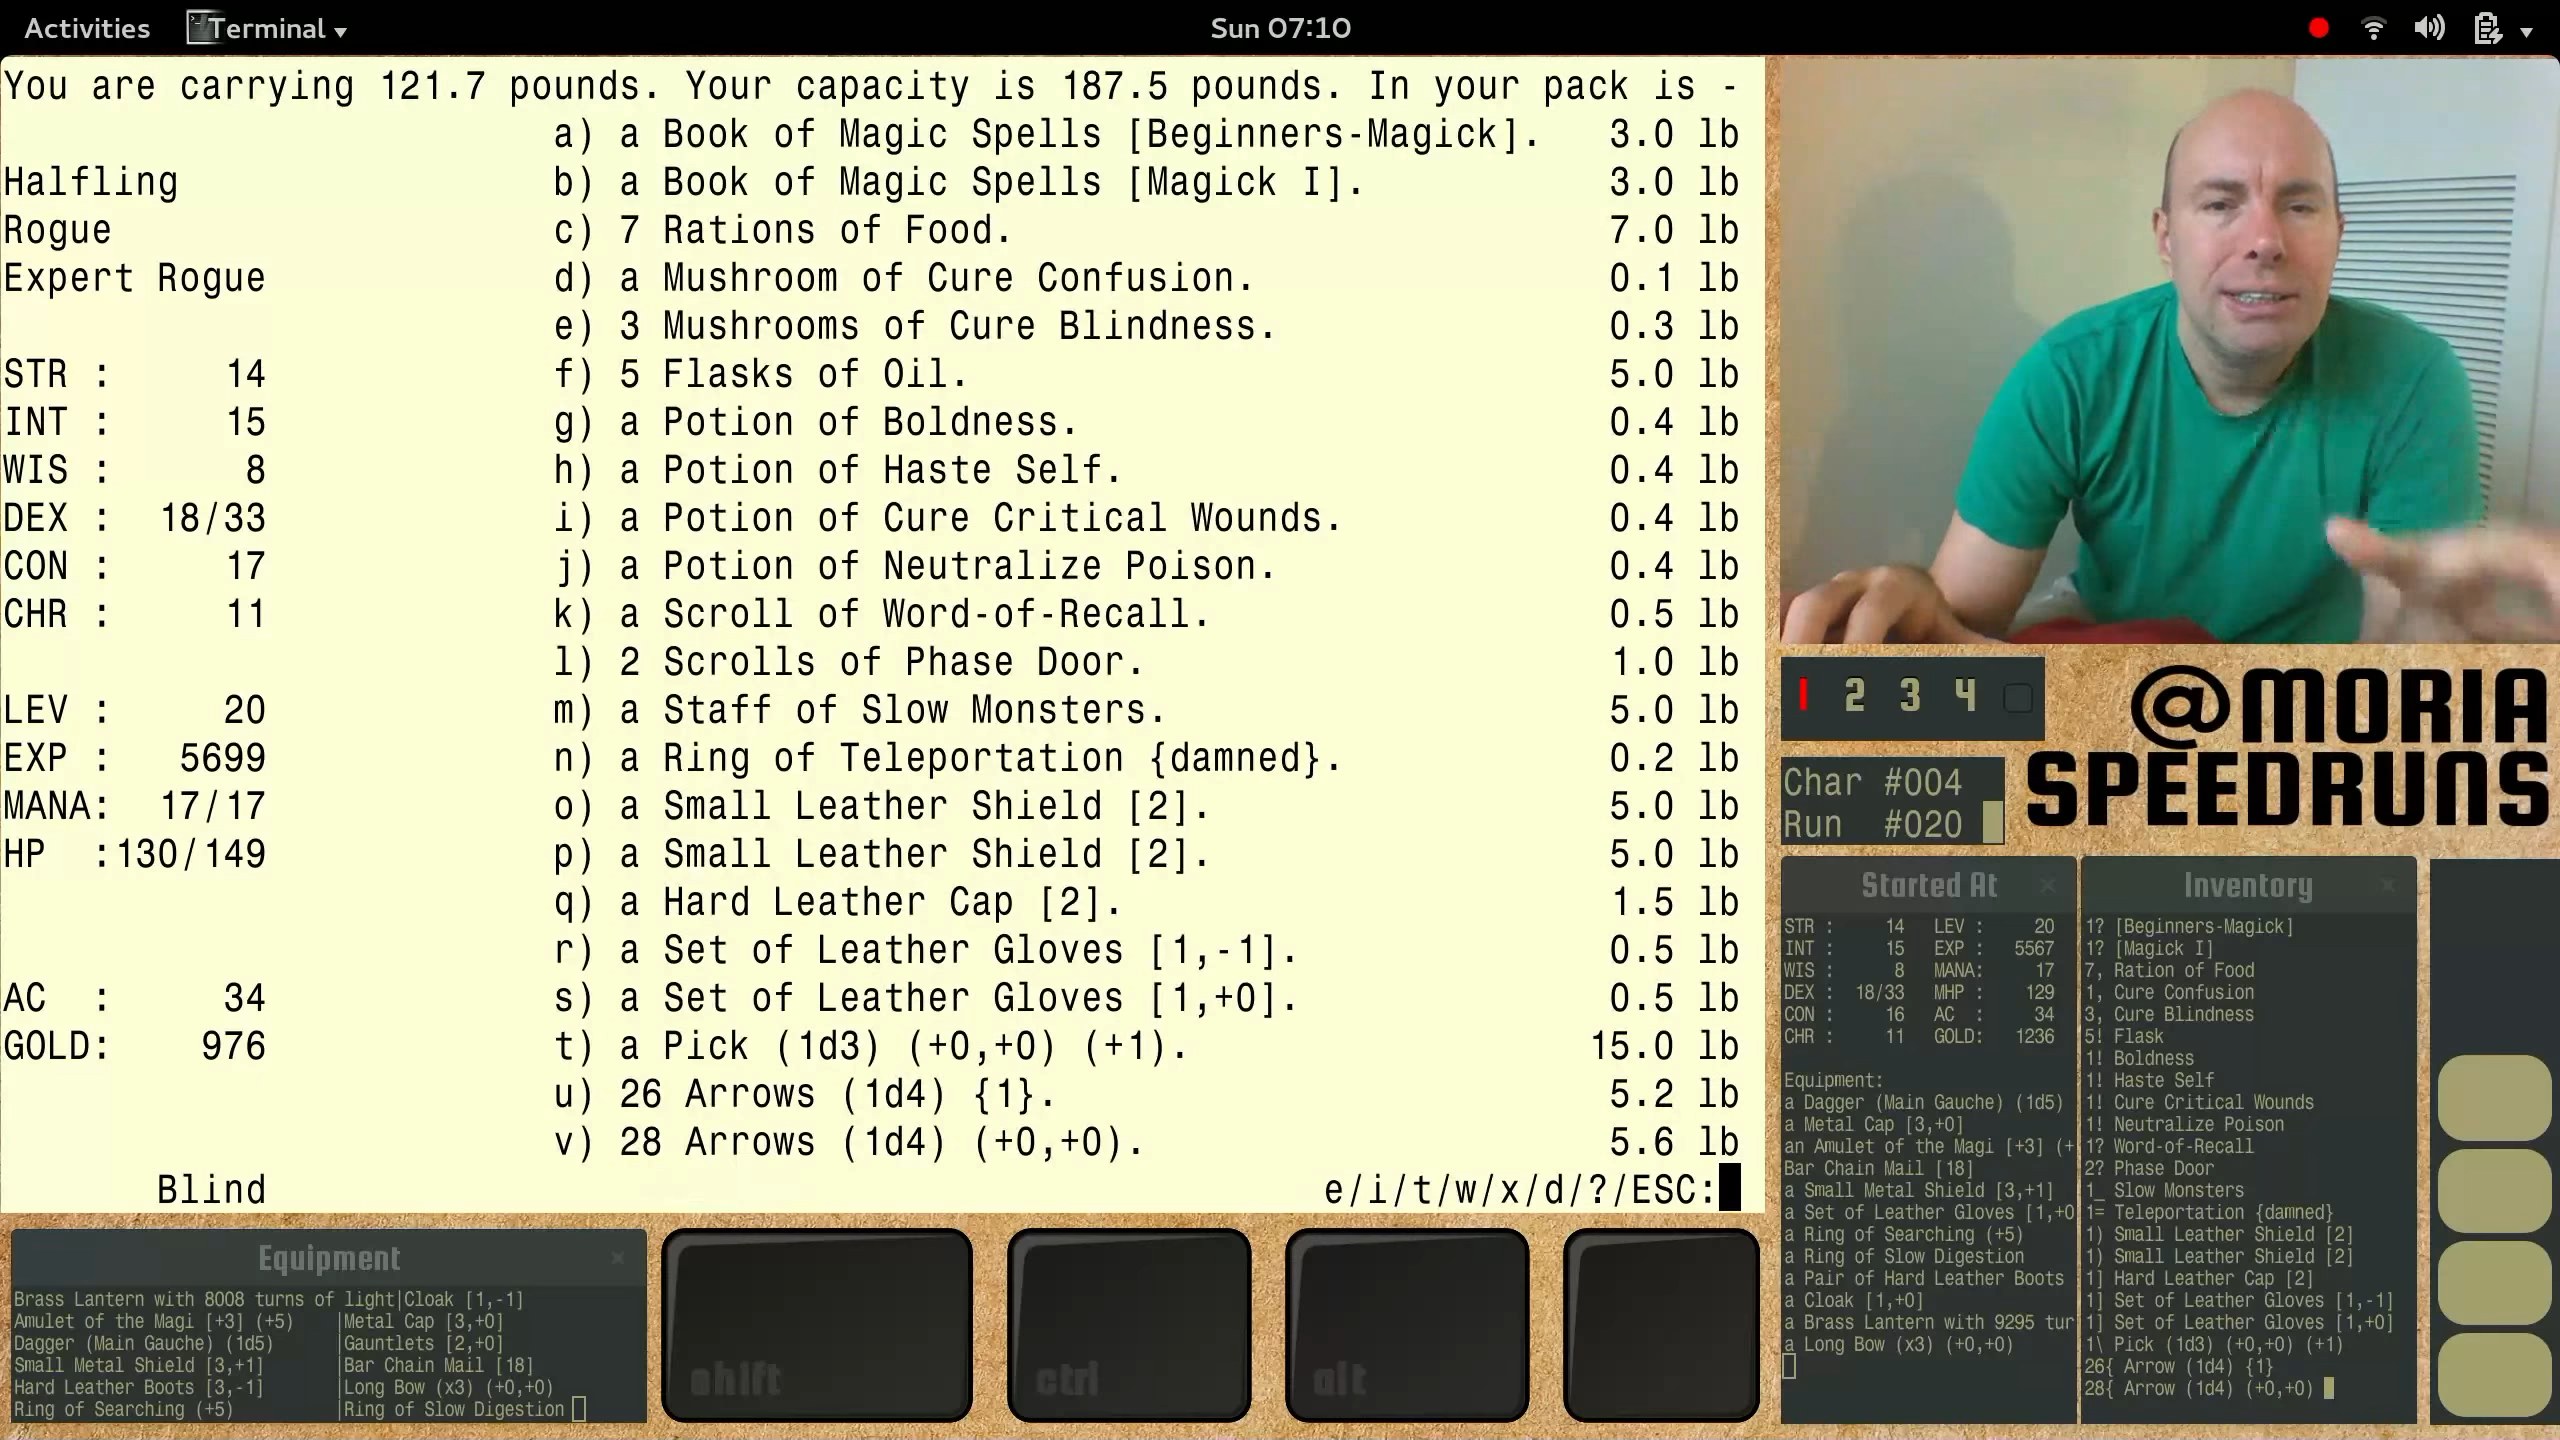 Activities Terminal Sun 07:10
You are carrying 121.7 pounds. Your capacity is 187.5 pounds. In your pack is -
a) a Book of Magic Spells [Beginners-Magick]. 3.0 lb
Halfling b) a Book of Magic Spells [Magick I]. 3.0 lb
Rogue c) 7 Rations of Food. 7.0 lb
Expert Rogue d) a Mushroom of Cure Confusion. 0.1 lb
e) 3 Mushrooms of Cure Blindness. 0.3 lb
STR : 14 f) 5 Flasks of Oil. 5.0 lb
INT : 15 g) a Potion of Boldness. 0.4 lb
WIS : 8 h) a Potion of Haste Self. 0.4 lb
DEX : 18/33 i) a Potion of Cure Critical Wounds. 0.4 lb
CON : 17 j) a Potion of Neutralize Poison. 0.4 lb
CHR : 11 k) a Scroll of Word-of-Recall. 0.5 lb
l) 2 Scrolls of Phase Door. 1.0 lb
LEV : 20 m) a Staff of Slow Monsters. 5.0 lb
EXP : 5699 n) a Ring of Teleportation {damned}. 0.2 lb
MANA: 17/17 o) a Small Leather Shield [2]. 5.0 lb
HP :130/149 p) a Small Leather Shield [2]. 5.0 lb
q) a Hard Leather Cap [2]. 1.5 lb
r) a Set of Leather Gloves [1,-1]. 0.5 lb
AC : 34 s) a Set of Leather Gloves [1,+0]. 0.5 lb
GOLD: 976 t) a Pick (1d3) (+0,+0) (+1). 15.0 lb
u) 26 Arrows (1d4) {1}. 5.2 lb
v) 28 Arrows (1d4) (+0,+0). 5.6 lb
Blind e/i/t/w/x/d/?/ESC:
1 2 3 4
@MORIA
SPEEDRUNS
Char #004
Run #020
Started At
STR : 14 LEV : 20
INT : 15 EXP : 5567
WIS : 8 MANA: 17
DEX : 18/33 MHP : 129
CON : 16 AC : 34
CHR : 11 GOLD: 1236
Equipment:
a Dagger (Main Gauche) (1d5)
a Metal Cap [3,+0]
an Amulet of the Magi [+3] (+
Bar Chain Mail [18]
a Small Metal Shield [3,+1]
a Set of Leather Gloves [1,+0
a Ring of Searching (+5)
a Ring of Slow Digestion
a Pair of Hard Leather Boots
a Cloak [1,+0]
a Brass Lantern with 9295 tur
a Long Bow (x3) (+0,+0)
Inventory
1? [Beginners-Magick]
1? [Magick I]
7, Ration of Food
1, Cure Confusion
3, Cure Blindness
5! Flask
1! Boldness
1! Haste Self
1! Cure Critical Wounds
1! Neutralize Poison
1? Word-of-Recall
2? Phase Door
1_ Slow Monsters
1= Teleportation {damned}
1) Small Leather Shield [2]
1) Small Leather Shield [2]
1] Hard Leather Cap [2]
1] Set of Leather Gloves [1,-1]
1] Set of Leather Gloves [1,+0]
1\ Pick (1d3) (+0,+0) (+1)
26{ Arrow (1d4) {1}
28{ Arrow (1d4) (+0,+0)
Equipment
Brass Lantern with 8008 turns of light|Cloak [1,-1]
Amulet of the Magi [+3] (+5) |Metal Cap [3,+0]
Dagger (Main Gauche) (1d5) |Gauntlets [2,+0]
Small Metal Shield [3,+1] |Bar Chain Mail [18]
Hard Leather Boots [3,-1] |Long Bow (x3) (+0,+0)
Ring of Searching (+5) |Ring of Slow Digestion
shift ctrl alt